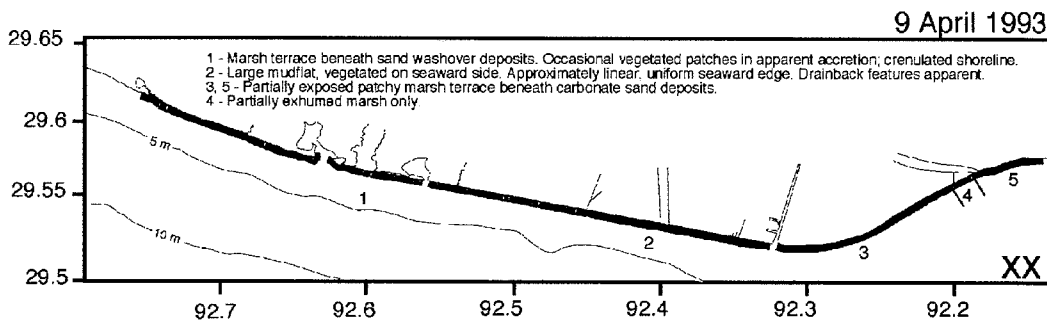 9 April 1993
29.65
1 - Marsh terrace beneath sand washover deposits. Occasional vegetated patches in apparent accretion; crenulated shoreline.
2 - Large mudflat, vegetated on seaward side. Approximately linear, uniform seaward edge. Drainback features apparent.
3, 5 - Partially exposed patchy marsh terrace beneath carbonate sand deposits.
4 - Partially exhumed marsh only.
29.6
5 m
29.55
1
4
5
10 m
2
3
29.5
XX
92.7 92.6 92.5 92.4 92.3 92.2